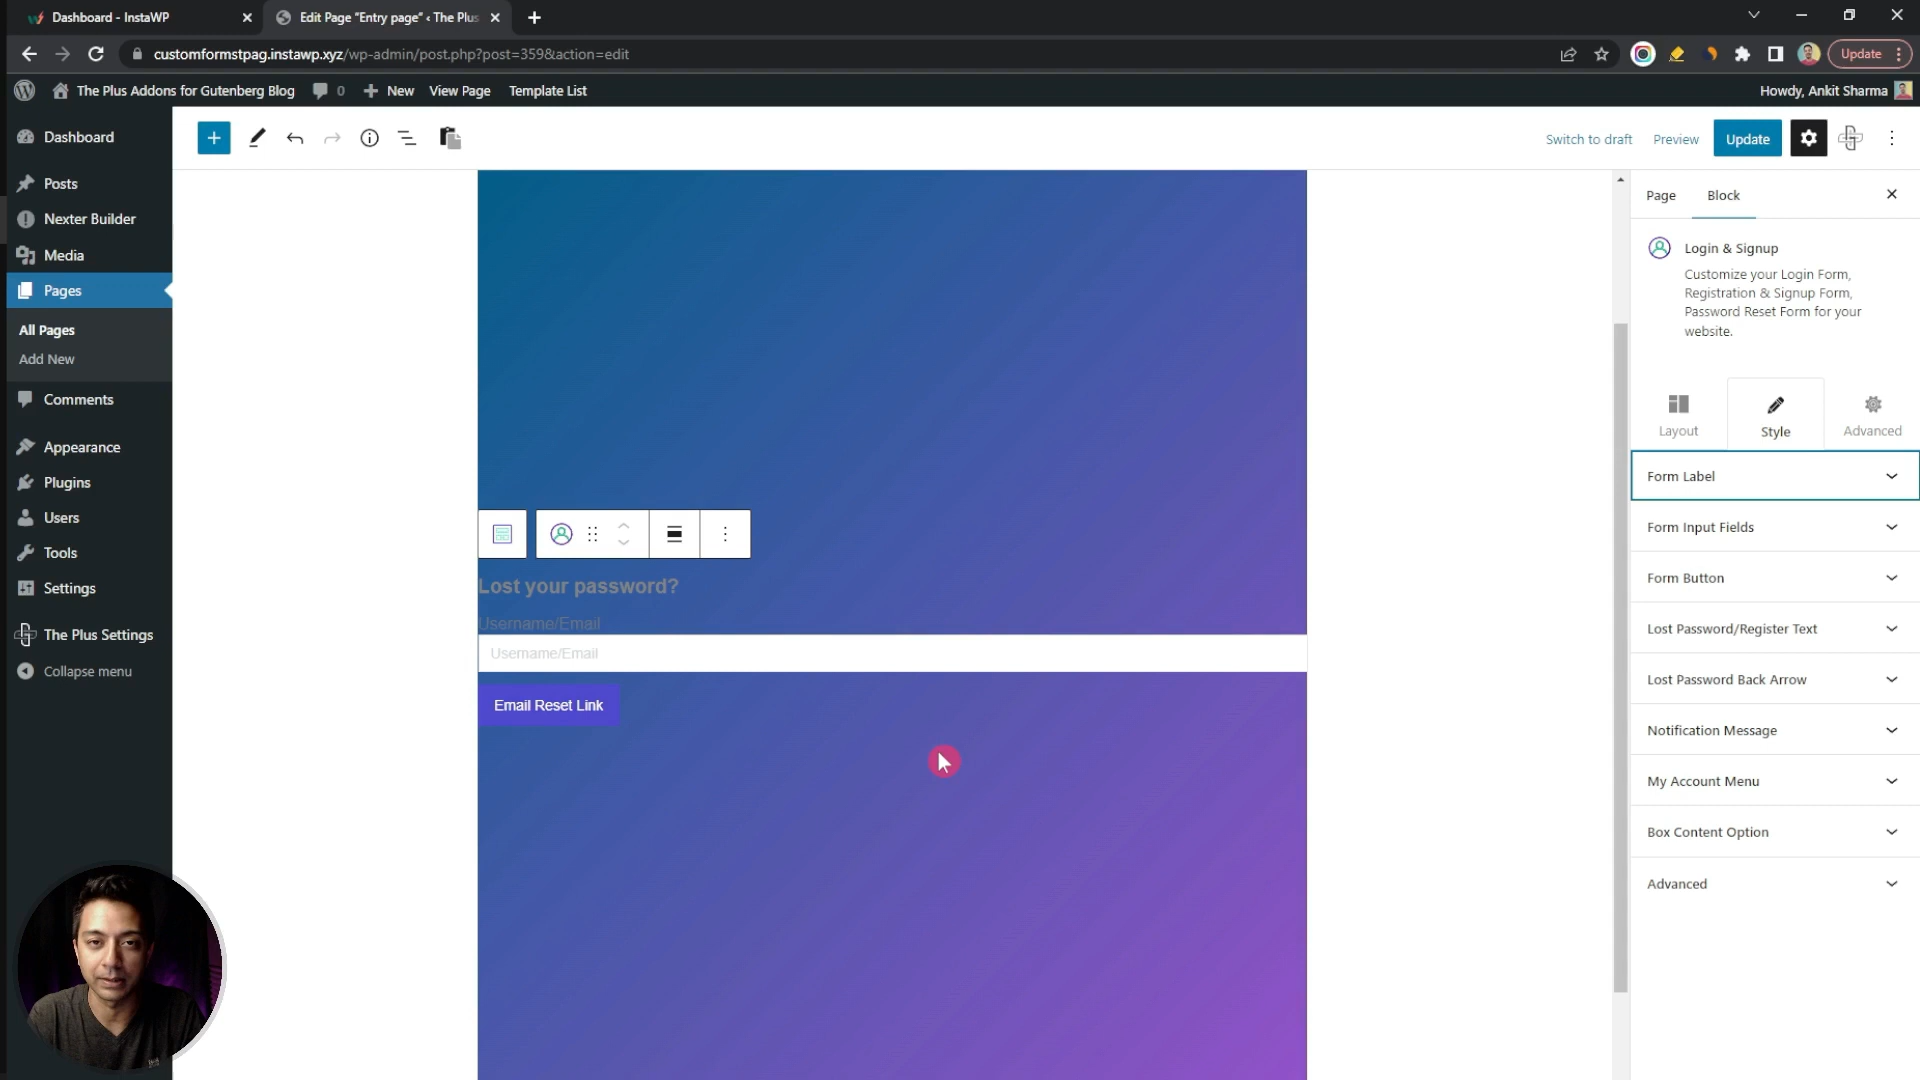 Dashboard - InstaWP
Edit Page "Entry page" ‹ The Plus
customformstpag.instawp.xyz/wp-admin/post.php?post=359&action=edit
Update
The Plus Addons for Gutenberg Blog
0
New
View Page
Template List
Howdy, Ankit Sharma
Dashboard
Posts
Nexter Builder
Media
Pages
All Pages
Add New
Comments
Appearance
Plugins
Users
Tools
Settings
The Plus Settings
Collapse menu
Switch to draft
Preview
Update
Lost your password?
Username/Email
Username/Email
Email Reset Link
Page
Block
Login & Signup
Customize your Login Form,
Registration & Signup Form,
Password Reset Form for your
website.
Layout
Style
Advanced
Form Label
Form Input Fields
Form Button
Lost Password/Register Text
Lost Password Back Arrow
Notification Message
My Account Menu
Box Content Option
Advanced